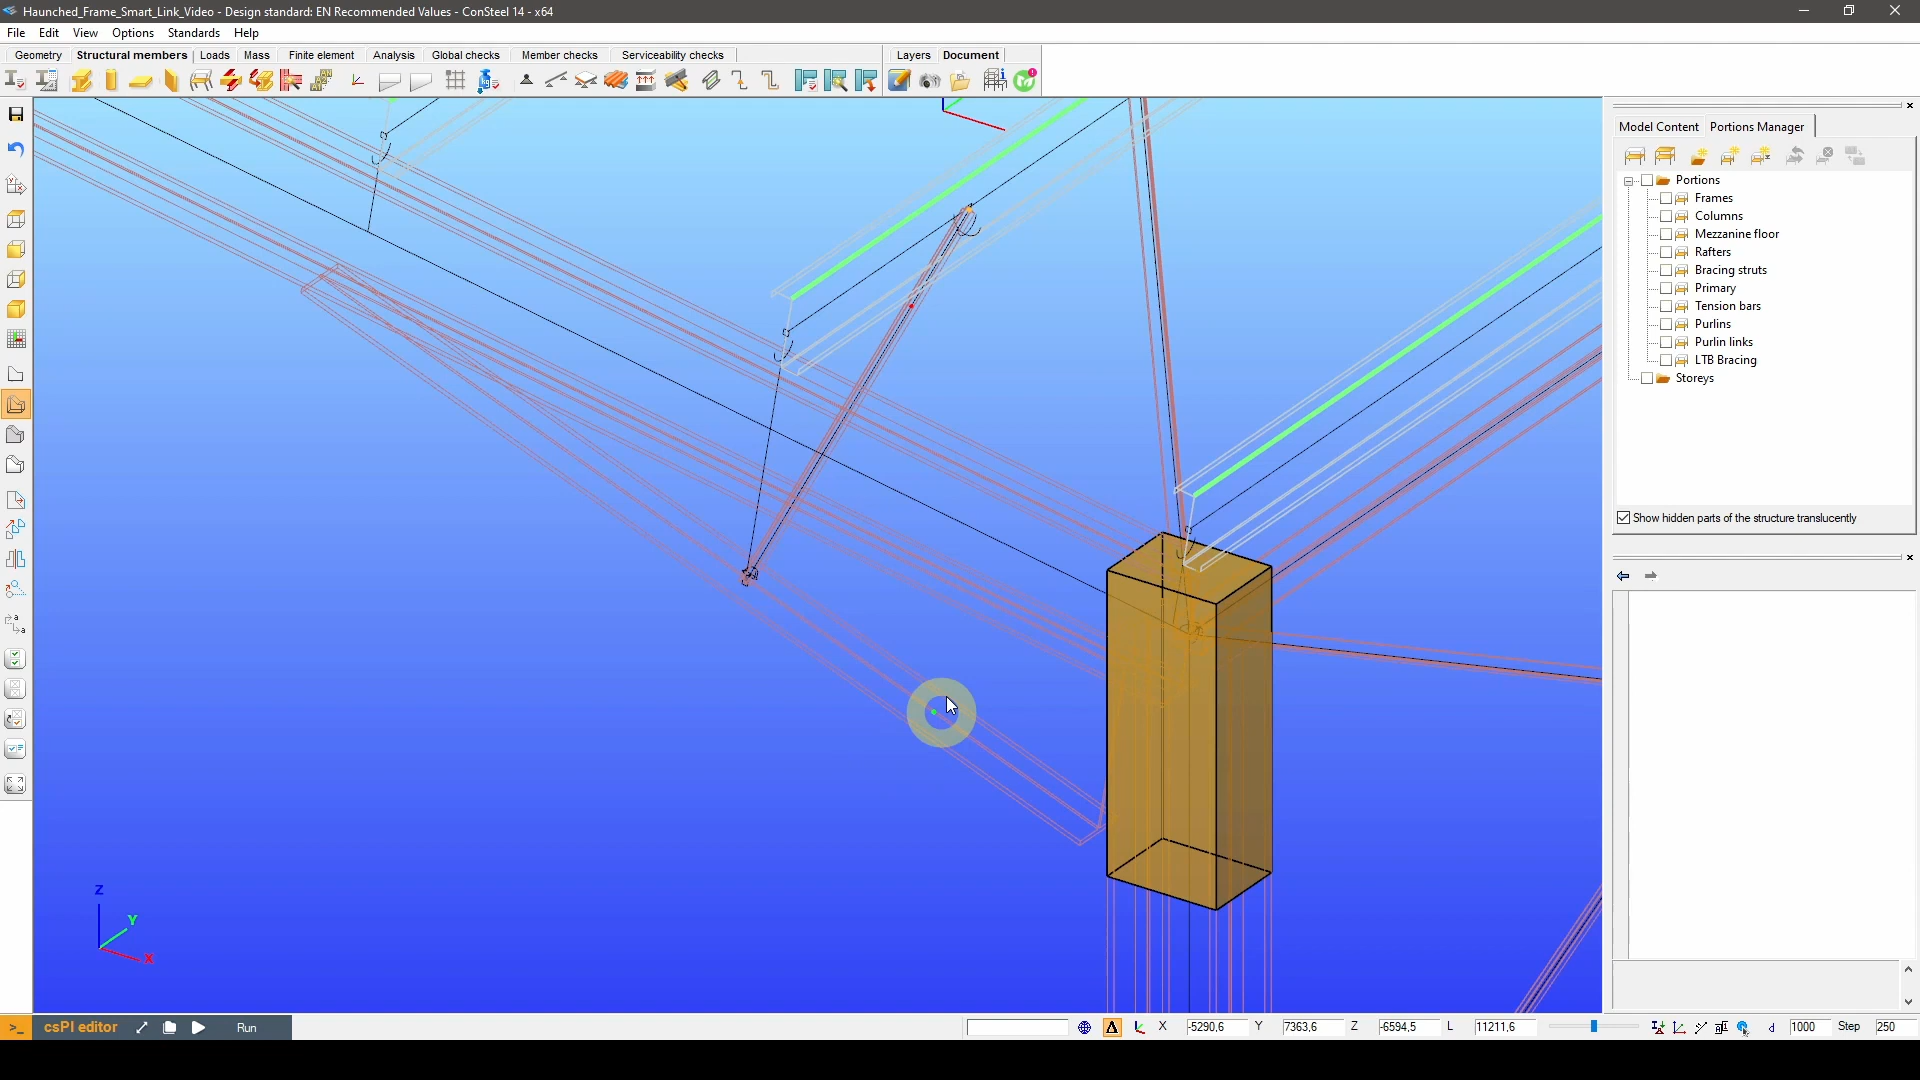 Haunched_Frame_Smart_Link_Video - Design standard: EN Recommended Values - ConSteel 14 - x64
File Edit View Options Standards Help
Geometry Structural members Loads Mass Finite element Analysis Global checks Member checks Serviceability checks Layers Document
Model Content Portions Manager
Portions
Frames
Columns
Mezzanine floor
Rafters
Bracing struts
Primary
Tension bars
Purlins
Purlin links
LTB Bracing
Storeys
Show hidden parts of the structure translucently
Z
Y
X
>_ csPI editor Run X -5290,6 Y 7363,6 Z -6594,5 L 11211,6 d 1000 Step 250